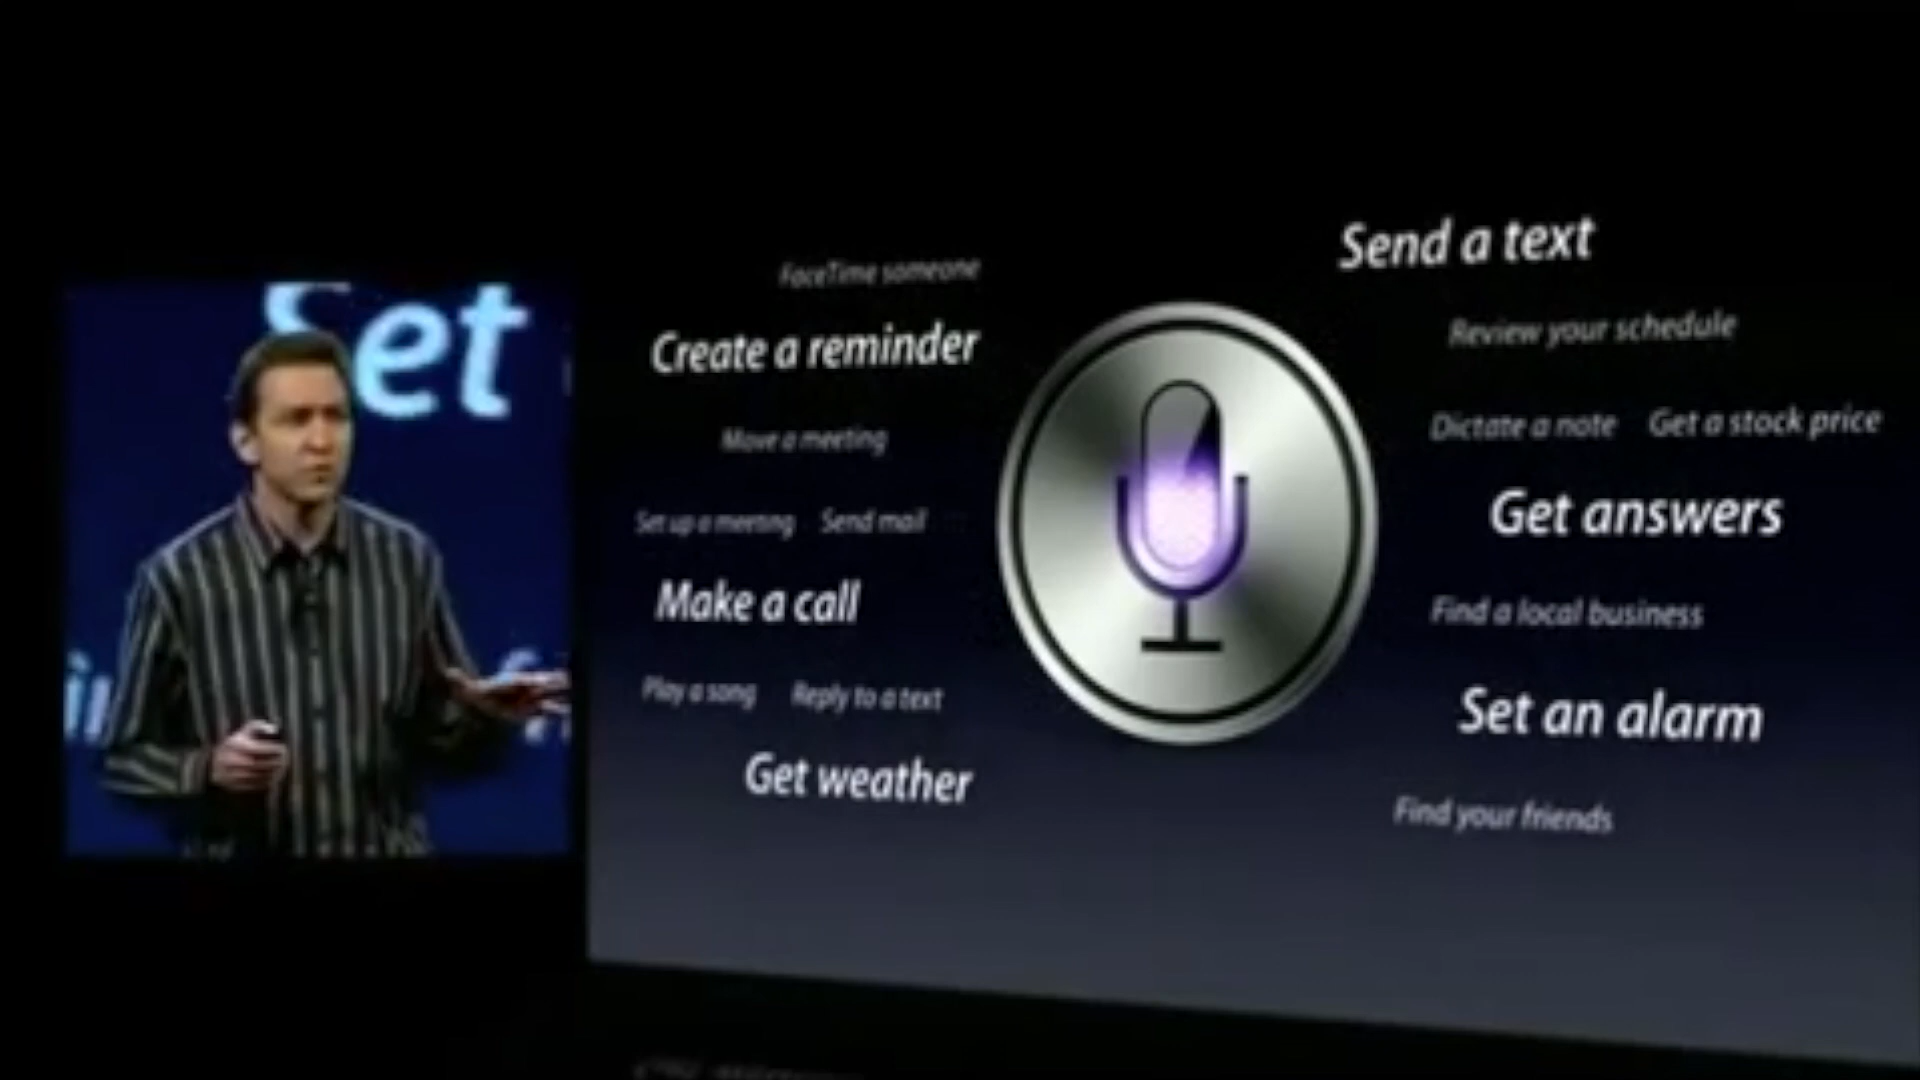 Set
FaceTime someone
Create a reminder
Move a meeting
Set up a meeting Send mail
Make a call
Play a song Reply to a text
Get weather
Send a text
Review your schedule
Dictate a note Get a stock price
Get answers
Find a local business
Set an alarm
Find your friends